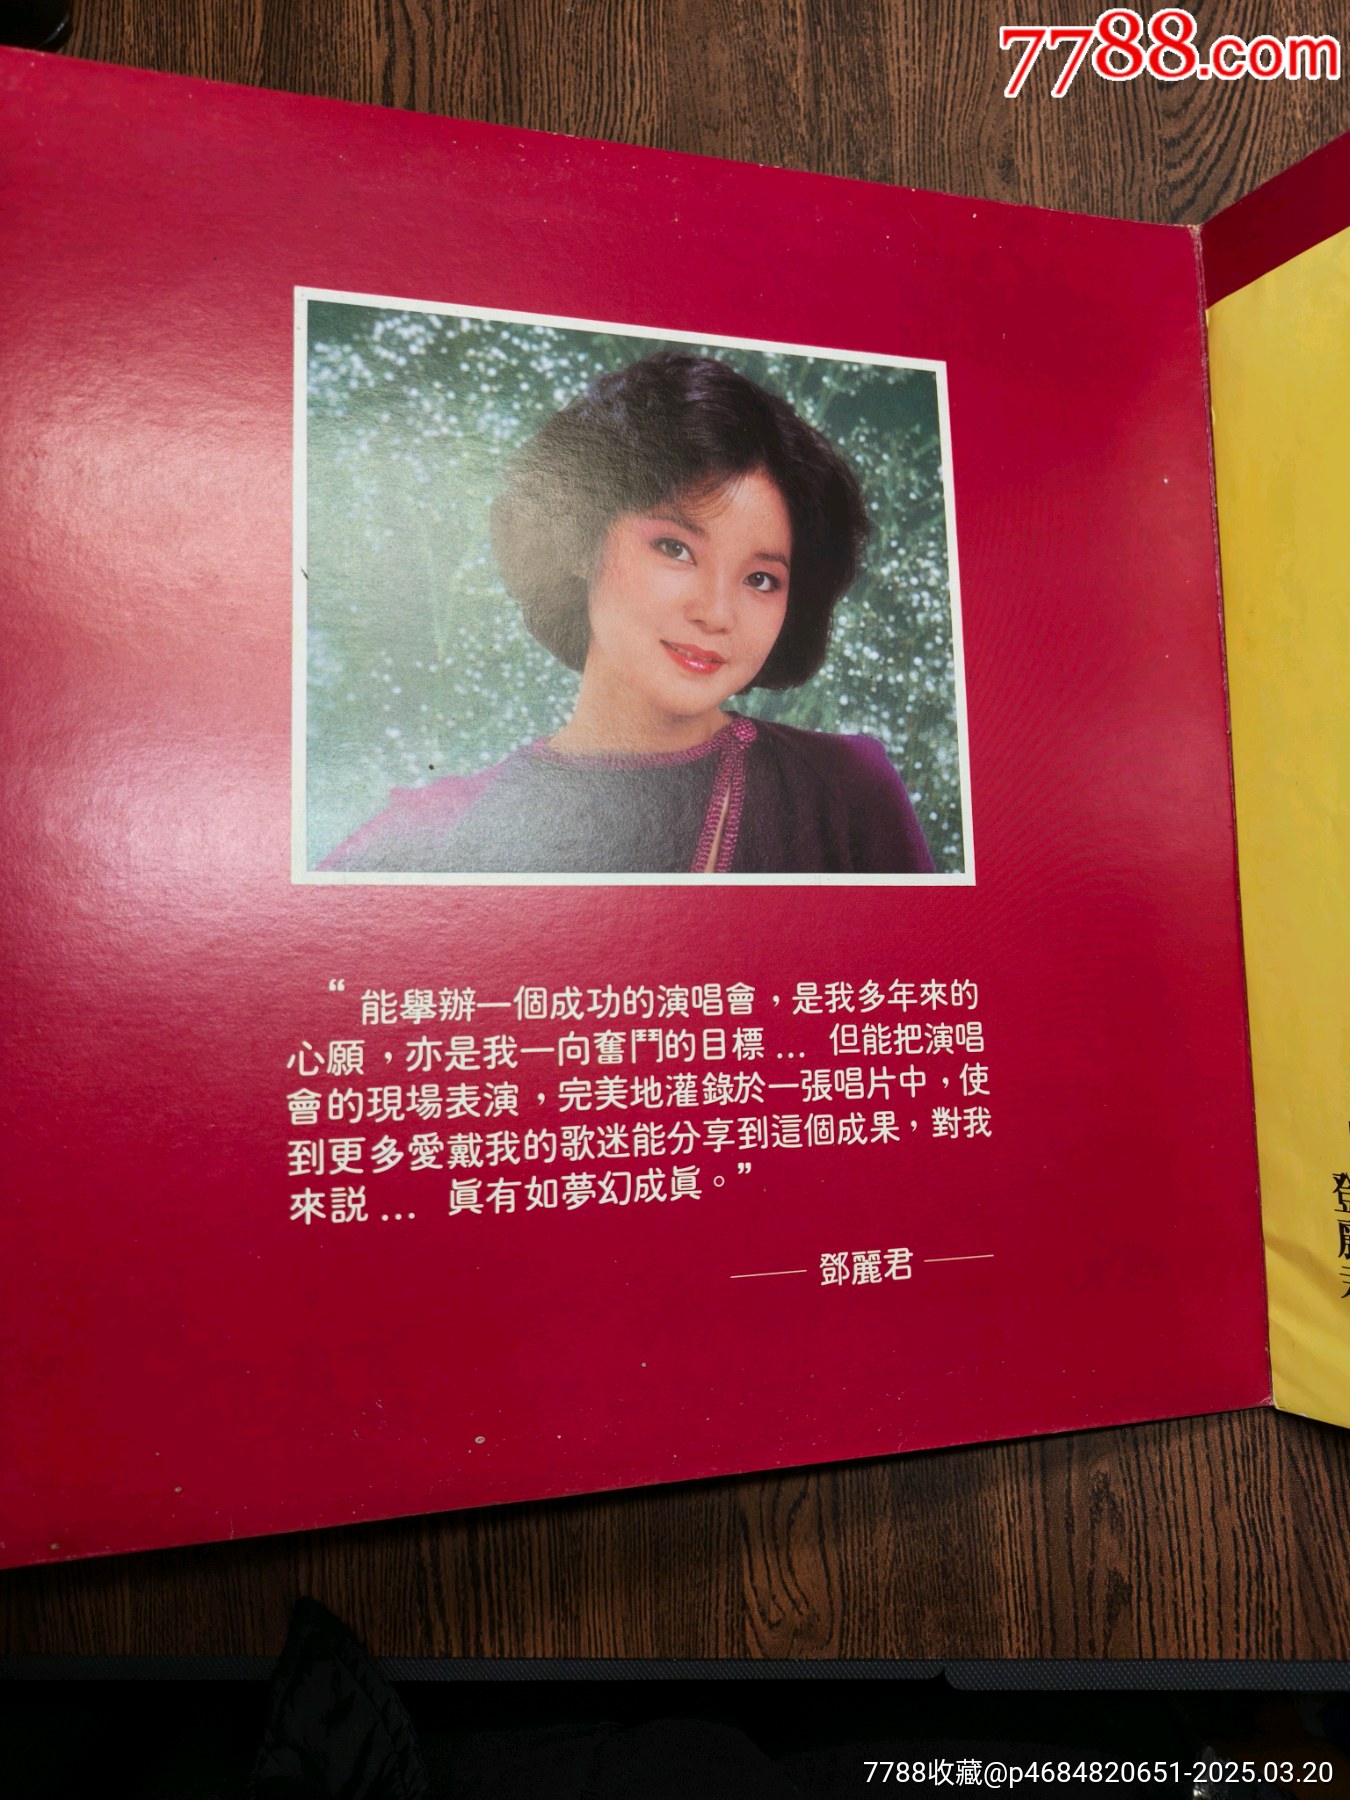 7788.com
“能舉辦一個成功的演唱會，是我多年來的
心願，亦是我一向奮鬥的目標... 但能把演唱
會的現場表演，完美地灌錄於一張唱片中，使
到更多愛戴我的歌迷能分享到這個成果，對我
來説... 眞有如夢幻成眞。”
—— 鄧麗君 ——
7788收藏@p4684820651-2025.03.20